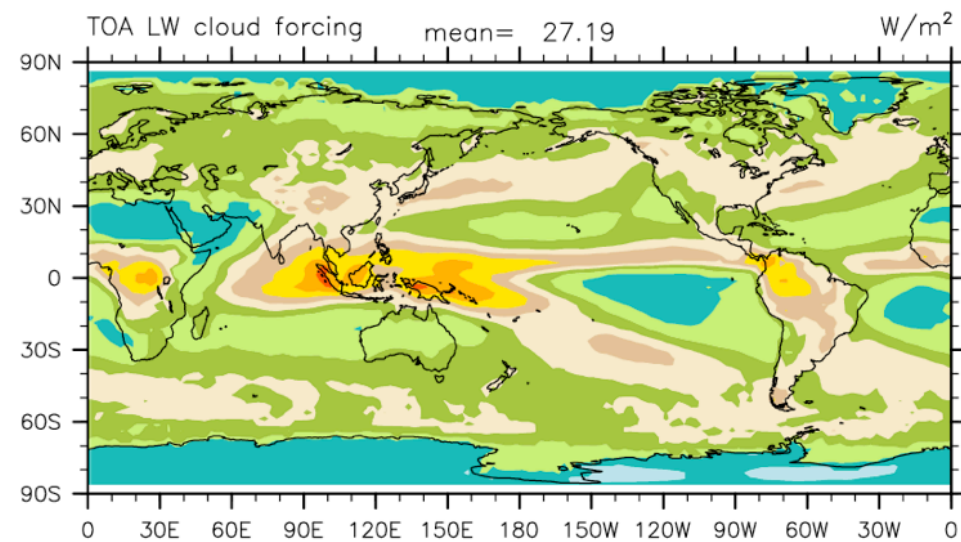 TOA LW cloud forcing mean= 27.19 W/m²
90N
60N
30N
0
30S
60S
90S
0 30E 60E 90E 120E 150E 180 150W 120W 90W 60W 30W 0